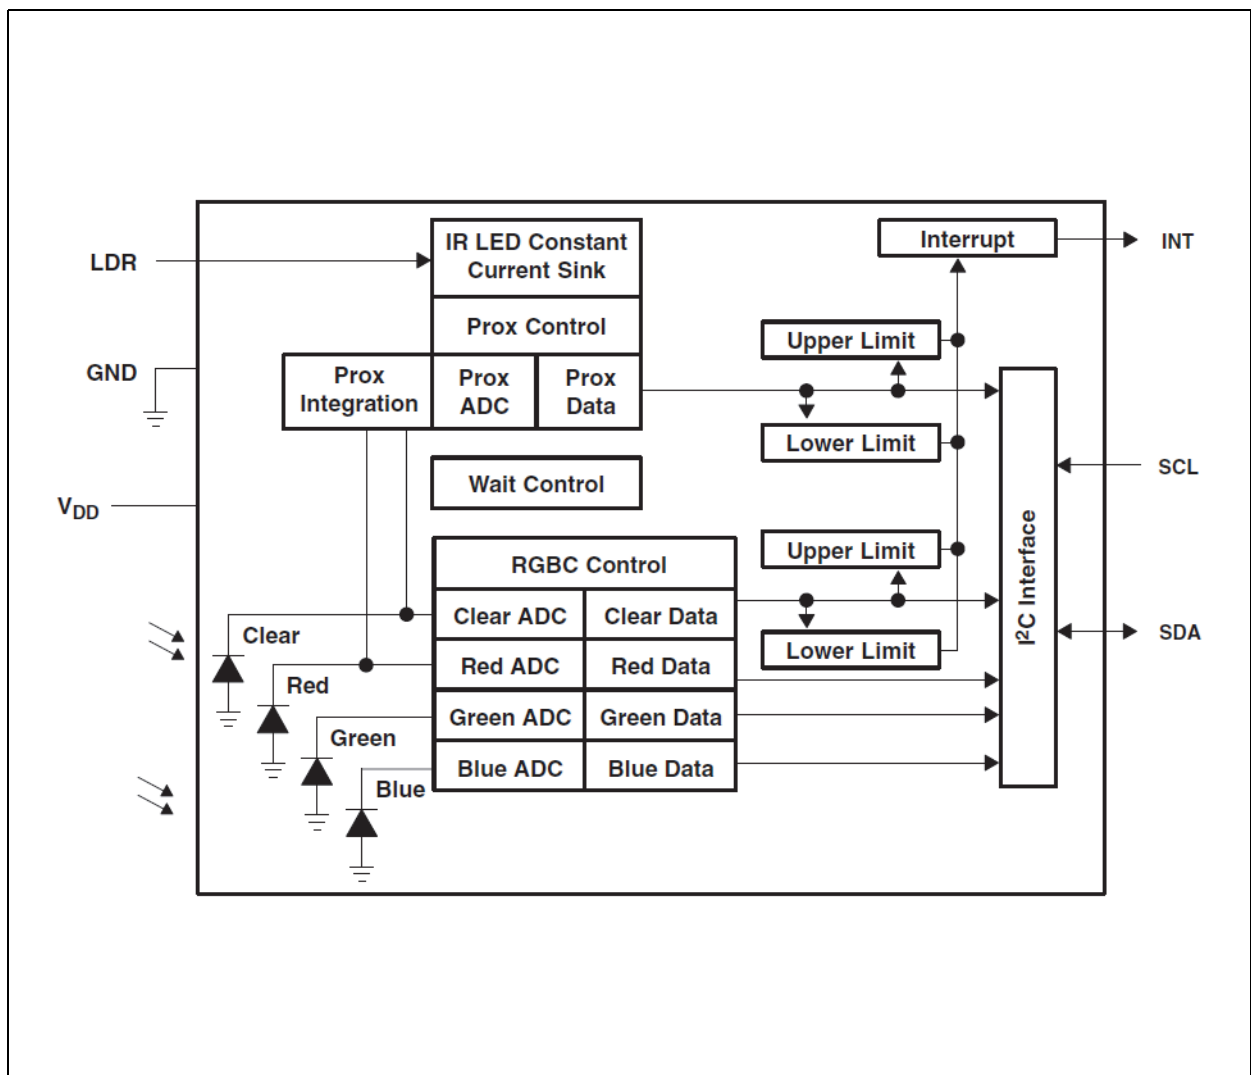 IR LED Constant
Current Sink
Interrupt
INT
LDR
Prox Control
Upper Limit
GND
Prox
Integration
Prox
ADC
Prox
Data
Lower Limit
Wait Control
SCL
VDD
Upper Limit
RGBC Control
I²C Interface
Clear ADC
Clear Data
Clear
Lower Limit
SDA
Red ADC
Red Data
Red
Green ADC
Green Data
Green
Blue ADC
Blue Data
Blue